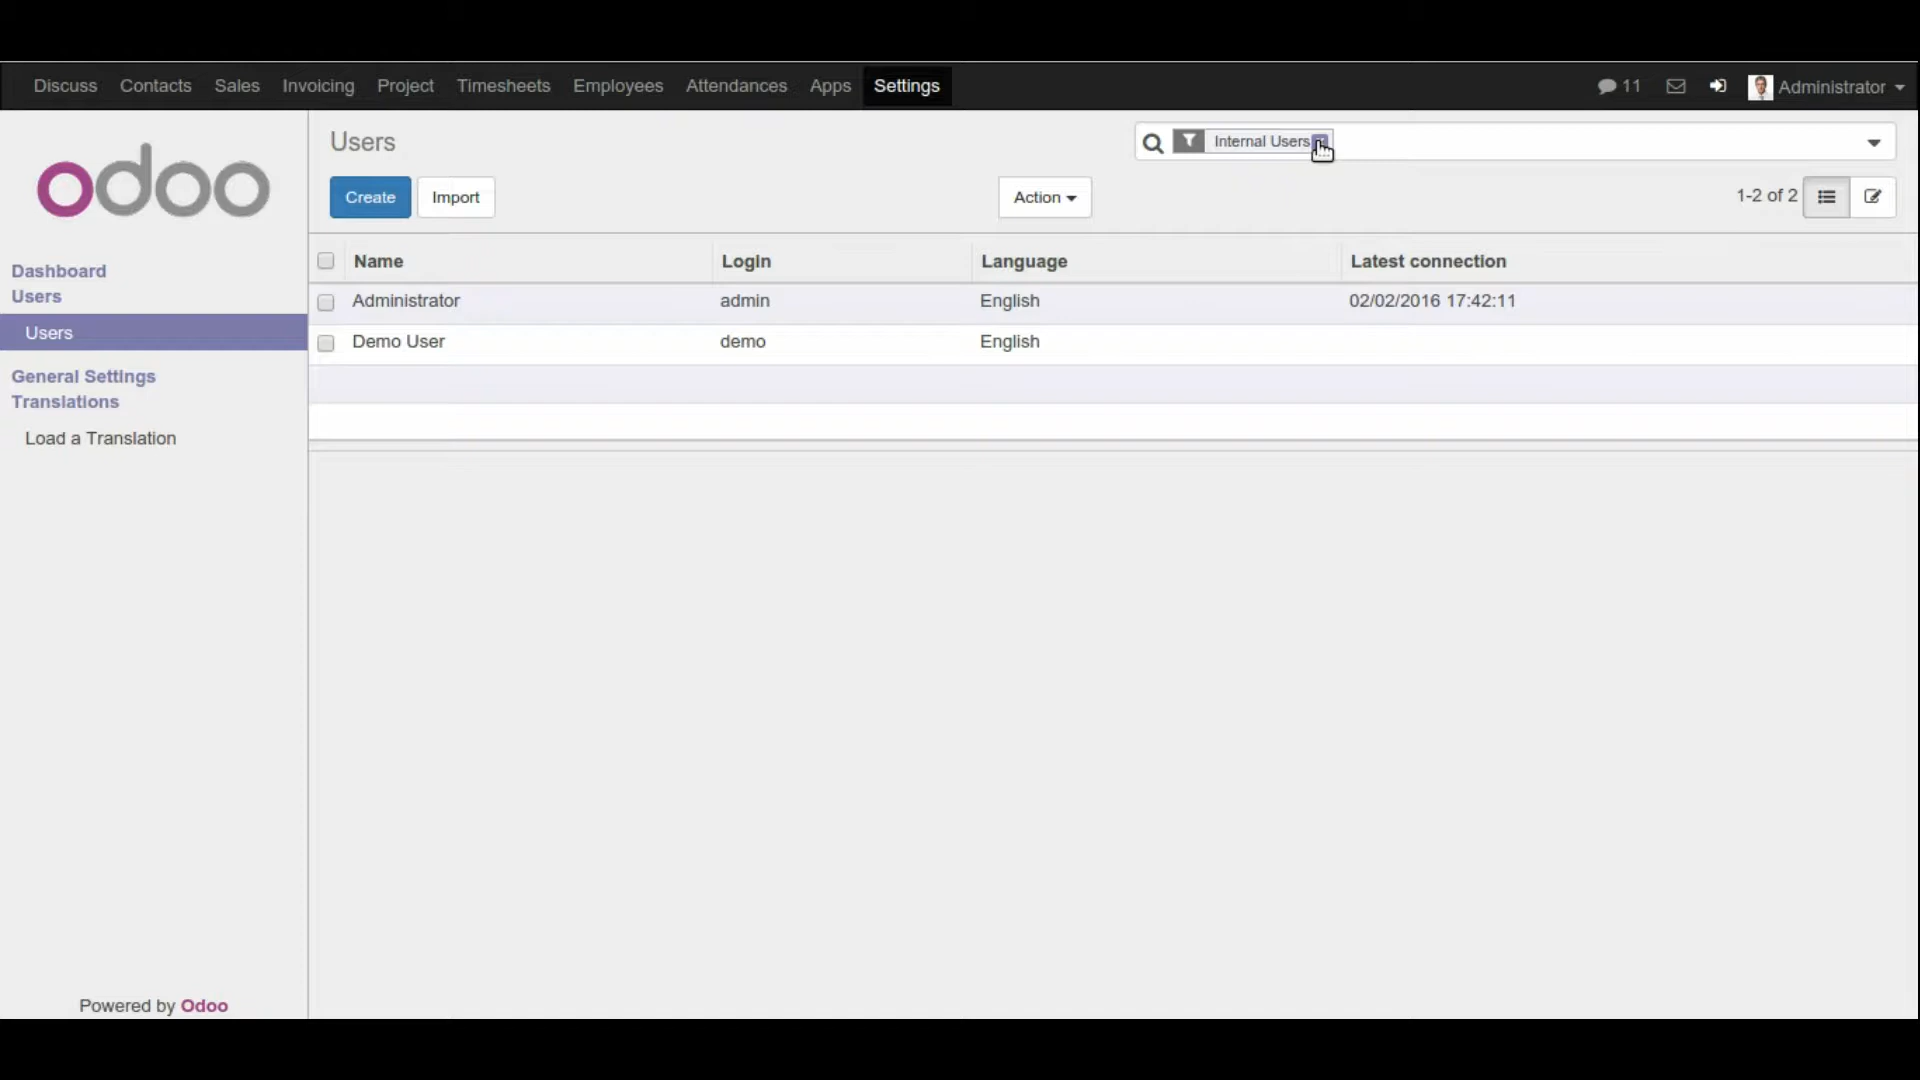 Discuss Contacts Sales Invoicing Project Timesheets Employees Attendances Apps Settings 11 Administrator
odoo
Dashboard
Users
Users
General Settings
Translations
Load a Translation
Powered by Odoo
Users
Internal Users
Create Import Action 1-2 of 2
Name Login Language Latest connection
Administrator admin English 02/02/2016 17:42:11
Demo User demo English